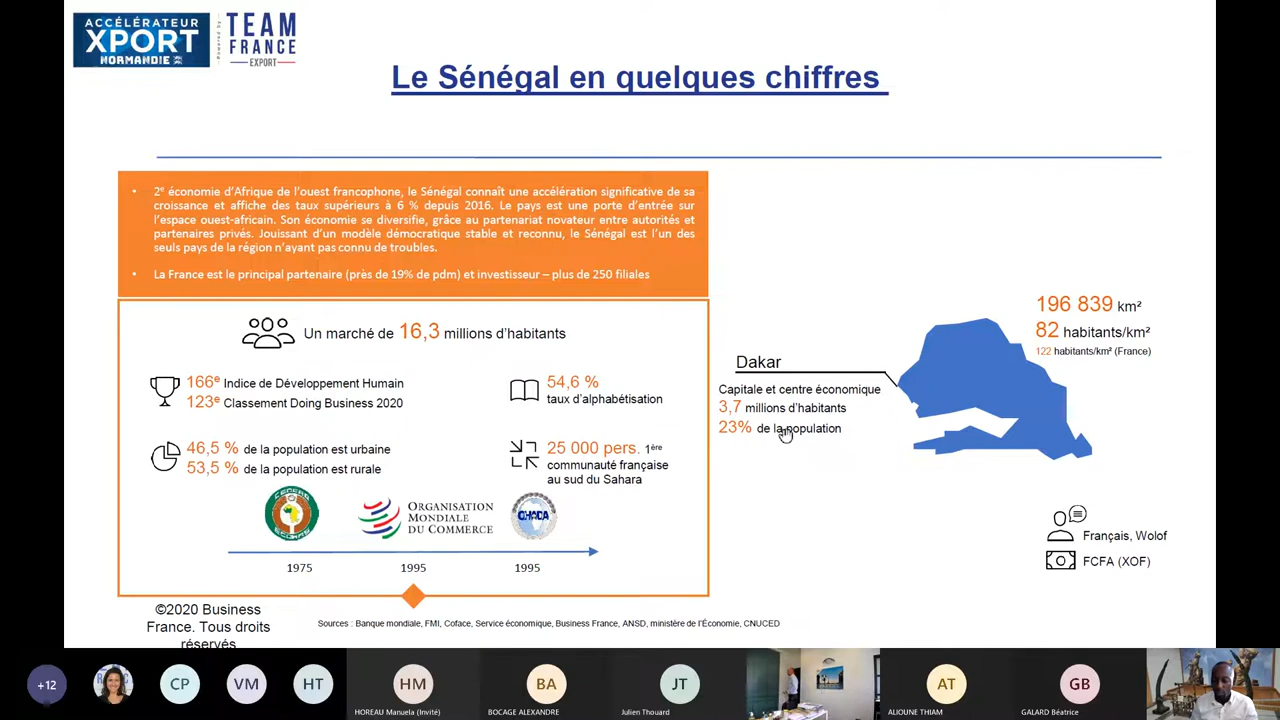 ACCÉLÉRATEUR
XPORT
NORMANDIE
powered by
TEAM
FRANCE
EXPORT
Le Sénégal en quelques chiffres
• 2e économie d'Afrique de l'ouest francophone, le Sénégal connaît une accélération significative de sa
croissance et affiche des taux supérieurs à 6 % depuis 2016. Le pays est une porte d'entrée sur
l'espace ouest-africain. Son économie se diversifie, grâce au partenariat novateur entre autorités et
partenaires privés. Jouissant d'un modèle démocratique stable et reconnu, le Sénégal est l'un des
seuls pays de la région n'ayant pas connu de troubles.
• La France est le principal partenaire (près de 19% de pdm) et investisseur – plus de 250 filiales
Un marché de 16,3 millions d'habitants
166e Indice de Développement Humain
123e Classement Doing Business 2020
54,6 %
taux d'alphabétisation
46,5 % de la population est urbaine
53,5 % de la population est rurale
25 000 pers. 1ère
communauté française
au sud du Sahara
ORGANISATION
MONDIALE
DU COMMERCE
OHADA
1975
1995
1995
Dakar
Capitale et centre économique
3,7 millions d'habitants
23% de la population
196 839 km²
82 habitants/km²
122 habitants/km² (France)
Français, Wolof
FCFA (XOF)
©2020 Business
France. Tous droits
réservés
Sources : Banque mondiale, FMI, Coface, Service économique, Business France, ANSD, ministère de l'Économie, CNUCED
+12
CP
VM
HT
HM
HOREAU Manuela (Invité)
BA
BOCAGE ALEXANDRE
JT
Julien Thouard
AT
ALIOUNE THIAM
GB
GALARD Béatrice